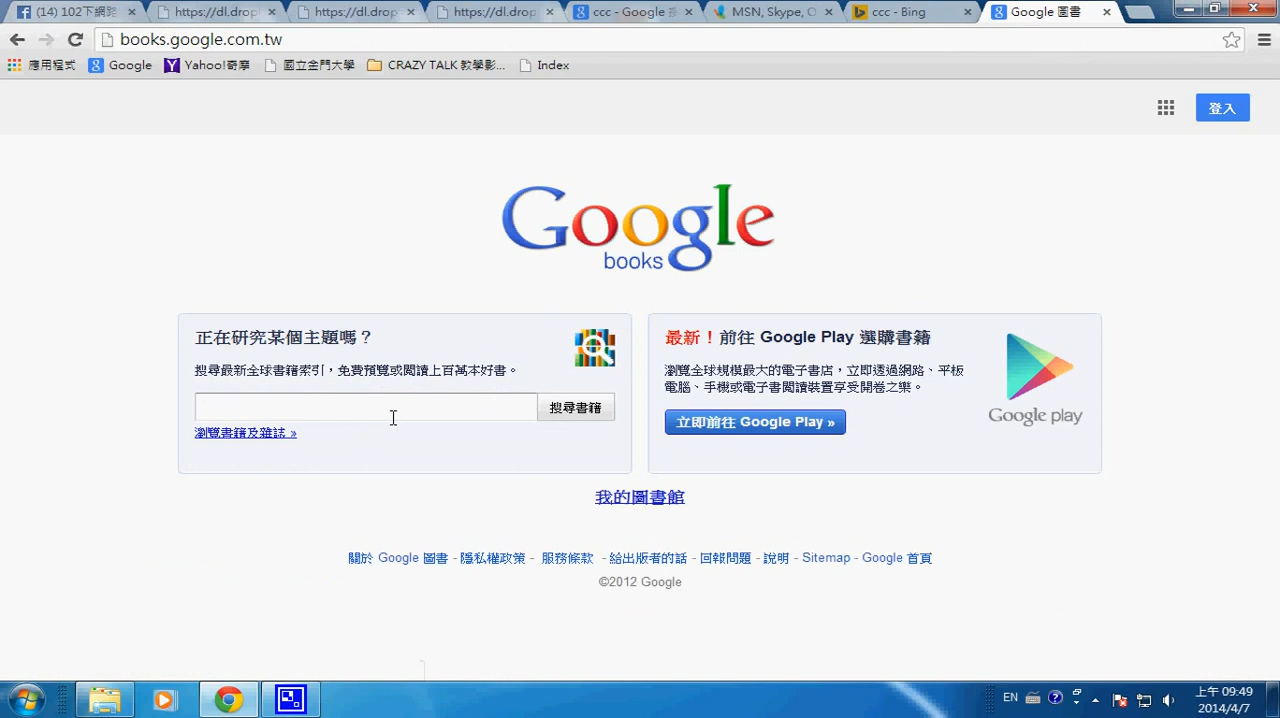 (14) 102下網路
https://dl.drop
https://dl.drop
https://dl.drop
ccc - Google
MSN, Skype, O
ccc - Bing
Google 圖書
books.google.com.tw
應用程式
Google
Yahoo!奇摩
國立金門大學
CRAZY TALK 教學影...
Index
登入
Google
books
正在研究某個主題嗎？
搜尋最新全球書籍索引，免費預覽或閱讀上百萬本好書。
搜尋書籍
瀏覽書籍及雜誌 »
最新！前往 Google Play 選購書籍
瀏覽全球規模最大的電子書店，立即透過網路、平板
電腦、手機或電子書閱讀裝置享受開卷之樂。
立即前往 Google Play »
Google play
我的圖書館
關於 Google 圖書 - 隱私權政策 - 服務條款 - 給出版者的話 - 回報問題 - 說明 - Sitemap - Google 首頁
©2012 Google
EN
上午 09:49
2014/4/7